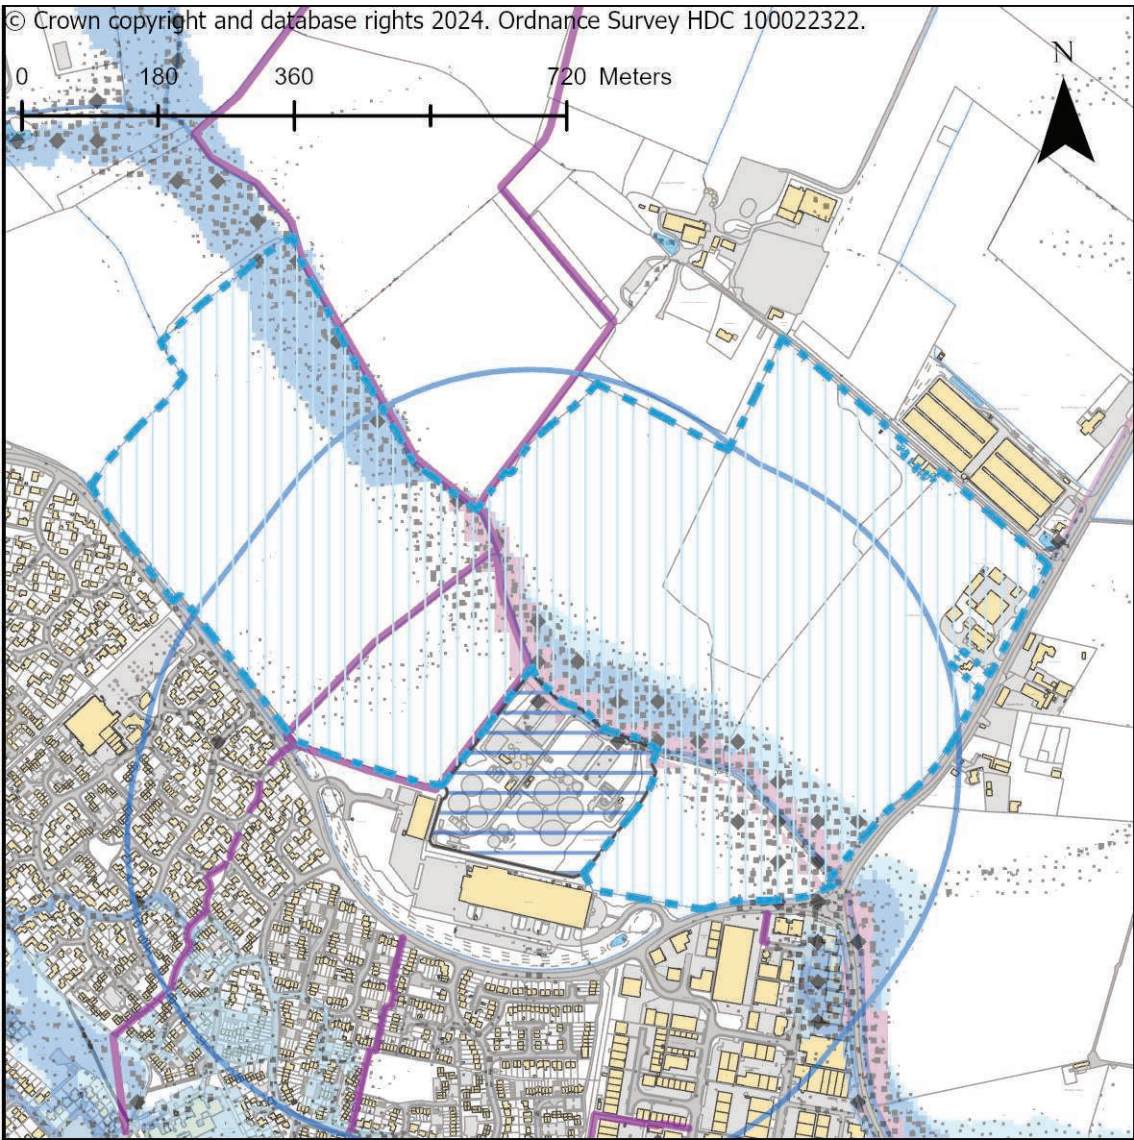 © Crown copyright and database rights 2024. Ordnance Survey HDC 100022322.
N
0 180 360 720 Meters